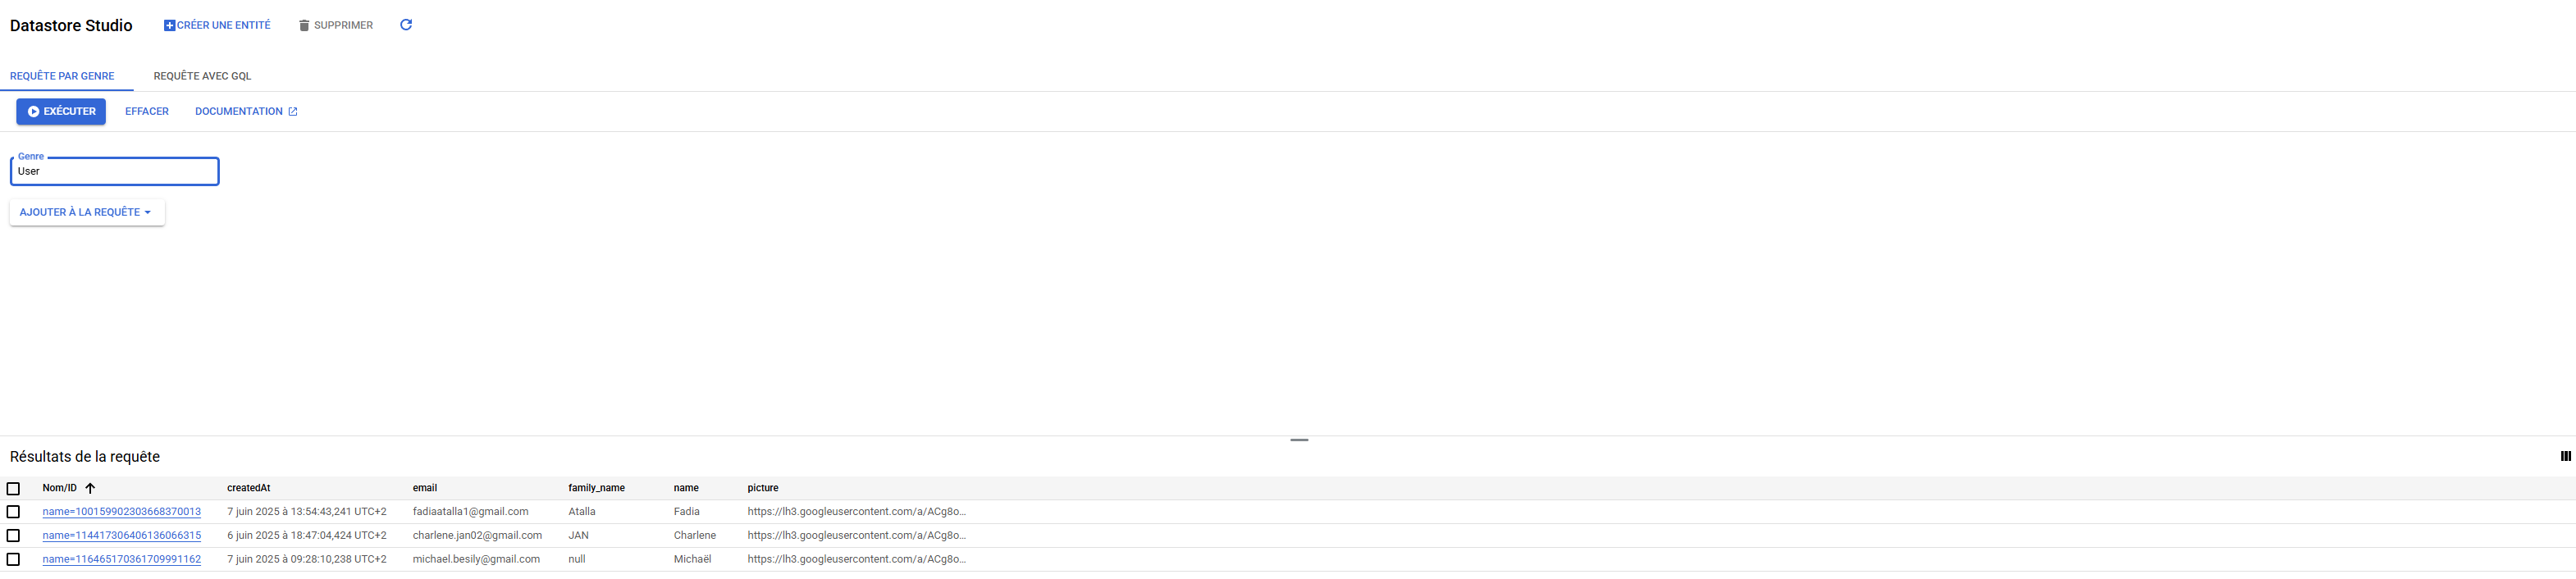 Datastore Studio CRÉER UNE ENTITÉ SUPPRIMER
REQUÊTE PAR GENRE REQUÊTE AVEC GQL
EXÉCUTER EFFACER DOCUMENTATION
Genre
User
AJOUTER À LA REQUÊTE
Résultats de la requête
Nom/ID createdAt email family_name name picture
name=100159902303668370013 7 juin 2025 à 13:54:43,241 UTC+2 fadiaatalla1@gmail.com Atalla Fadia https://lh3.googleusercontent.com/a/ACg8o…
name=114417306406136066315 6 juin 2025 à 18:47:04,424 UTC+2 charlene.jan02@gmail.com JAN Charlene https://lh3.googleusercontent.com/a/ACg8o…
name=116465170361709991162 7 juin 2025 à 09:28:10,238 UTC+2 michael.besily@gmail.com null Michaël https://lh3.googleusercontent.com/a/ACg8o…